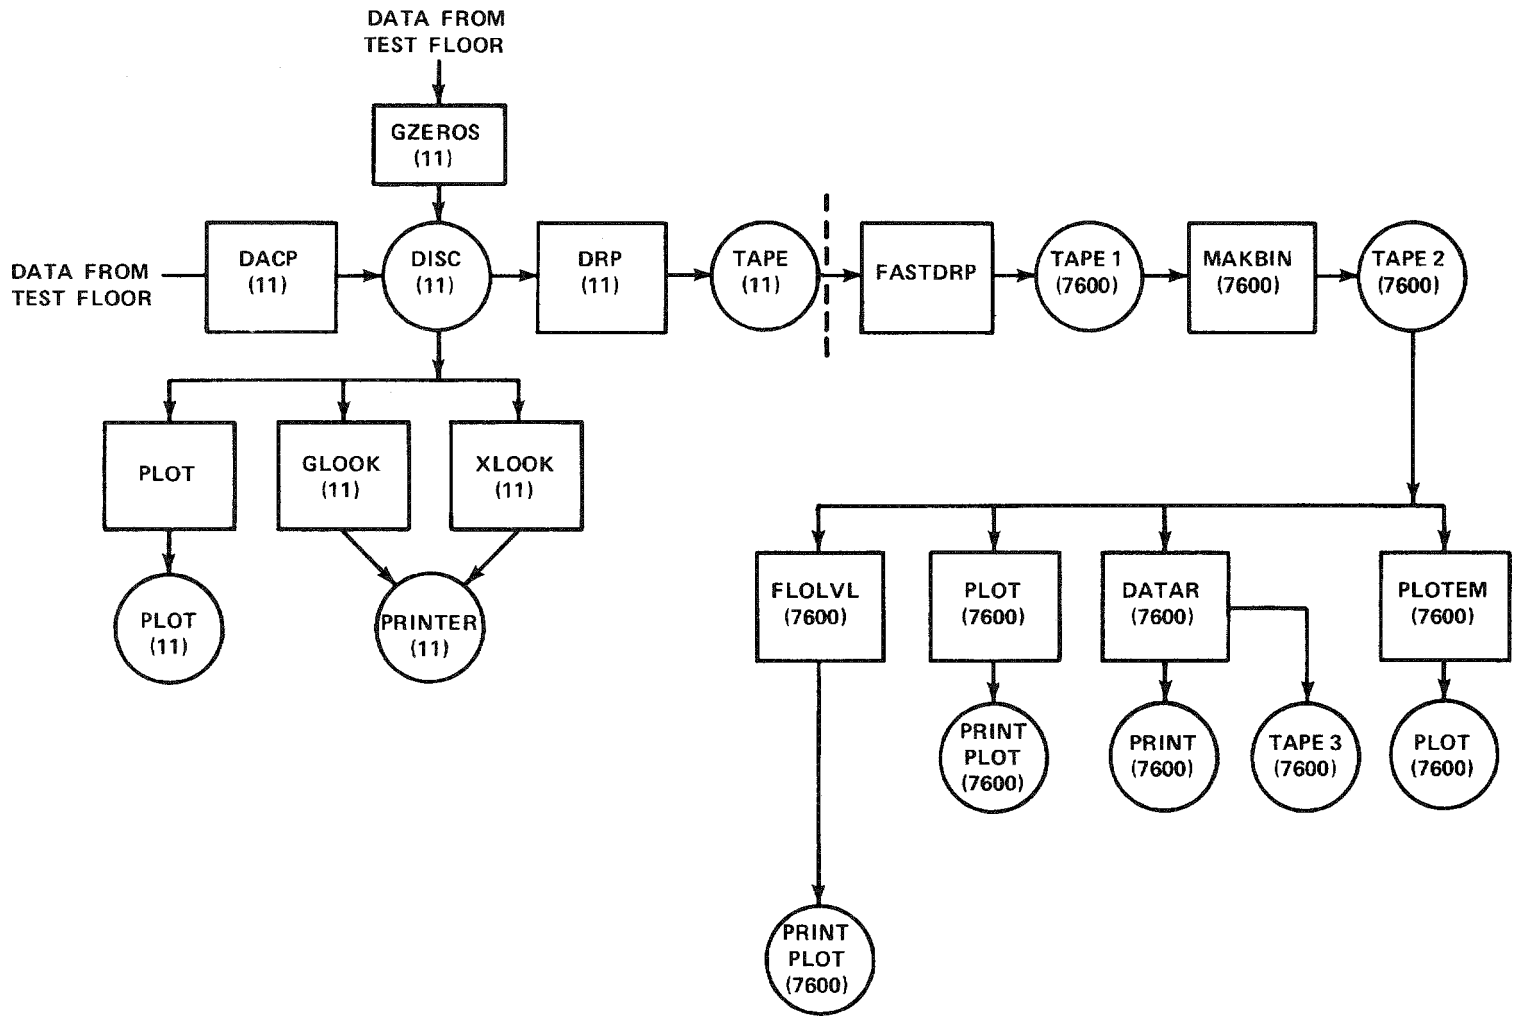 DATA FROM
TEST FLOOR
GZEROS
(11)
DATA FROM
TEST FLOOR
DACP
(11)
DISC
(11)
DRP
(11)
TAPE
(11)
FASTDRP
TAPE 1
(7600)
MAKBIN
(7600)
TAPE 2
(7600)
PLOT
GLOOK
(11)
XLOOK
(11)
PLOT
(11)
PRINTER
(11)
FLOLVL
(7600)
PLOT
(7600)
DATAR
(7600)
PLOTEM
(7600)
PRINT
PLOT
(7600)
PRINT
(7600)
TAPE 3
(7600)
PLOT
(7600)
PRINT
PLOT
(7600)